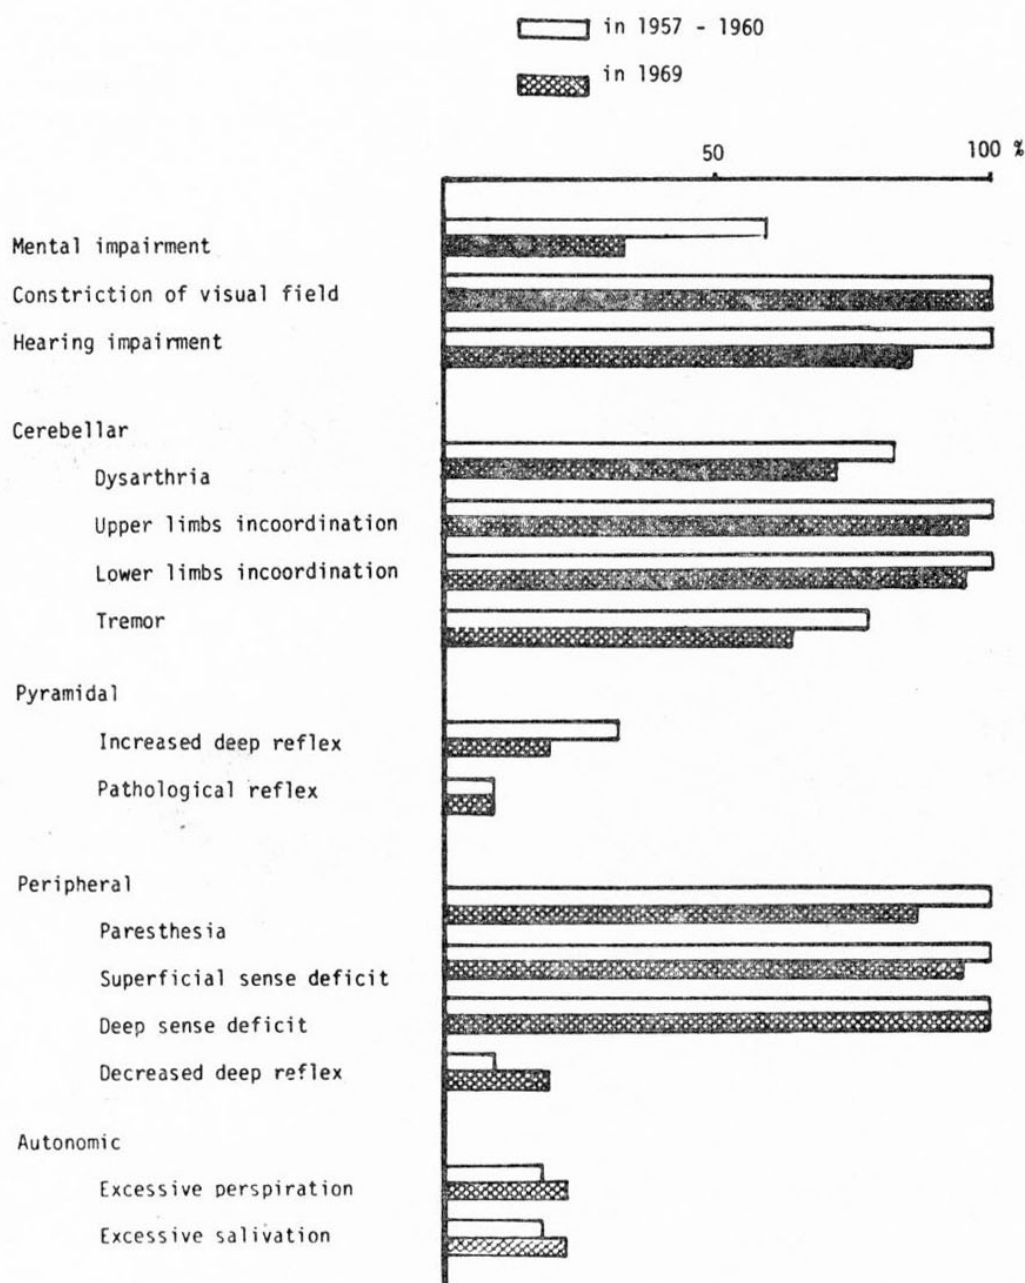 in 1957 - 1960
in 1969
50 100 %
Mental impairment
Constriction of visual field
Hearing impairment
Cerebellar
Dysarthria
Upper limbs incoordination
Lower limbs incoordination
Tremor
Pyramidal
Increased deep reflex
Pathological reflex
Peripheral
Paresthesia
Superficial sense deficit
Deep sense deficit
Decreased deep reflex
Autonomic
Excessive perspiration
Excessive salivation